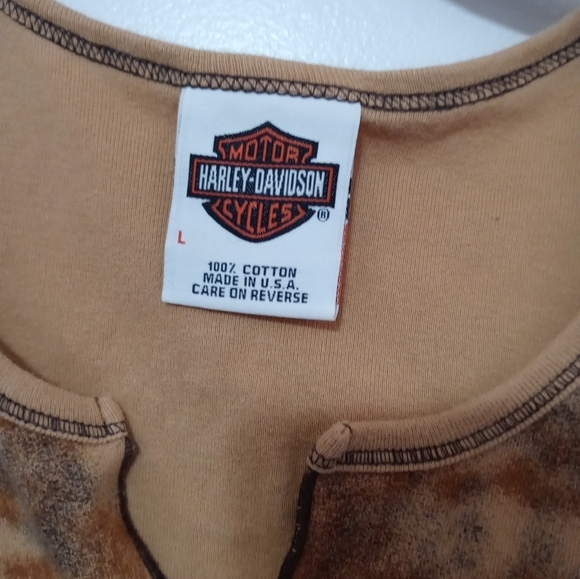 MOTOR
HARLEY-DAVIDSON
CYCLES ®
L
100% COTTON
MADE IN U.S.A.
CARE ON REVERSE